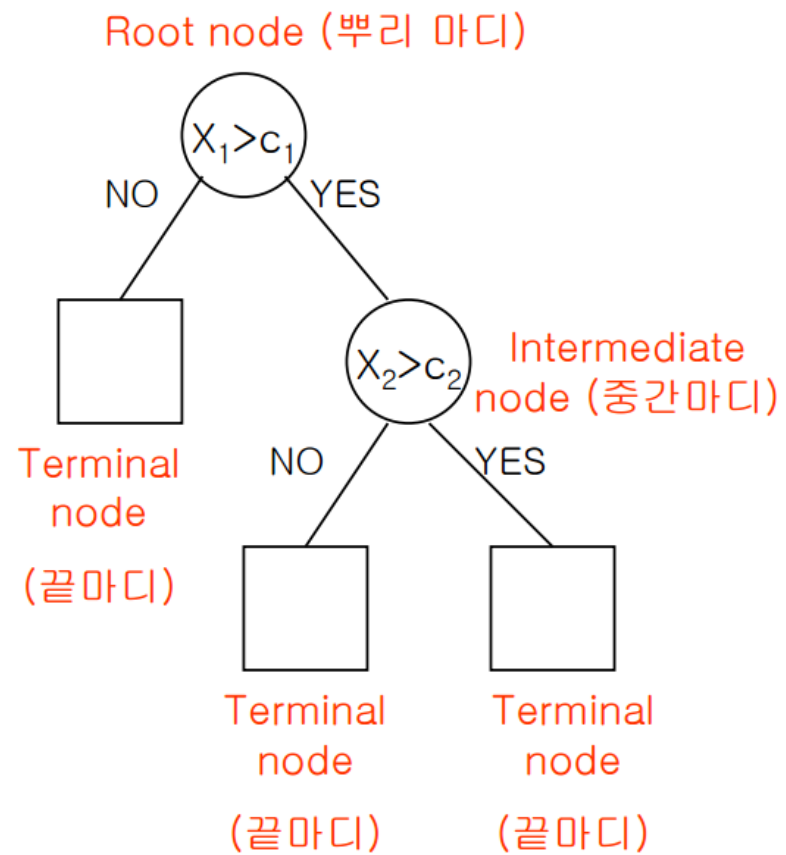 Root node (뿌리 마디)
X₁>c₁
NO
YES
X₂>c₂
Intermediate
node (중간마디)
Terminal
node
(끝마디)
NO
YES
Terminal
node
(끝마디)
Terminal
node
(끝마디)